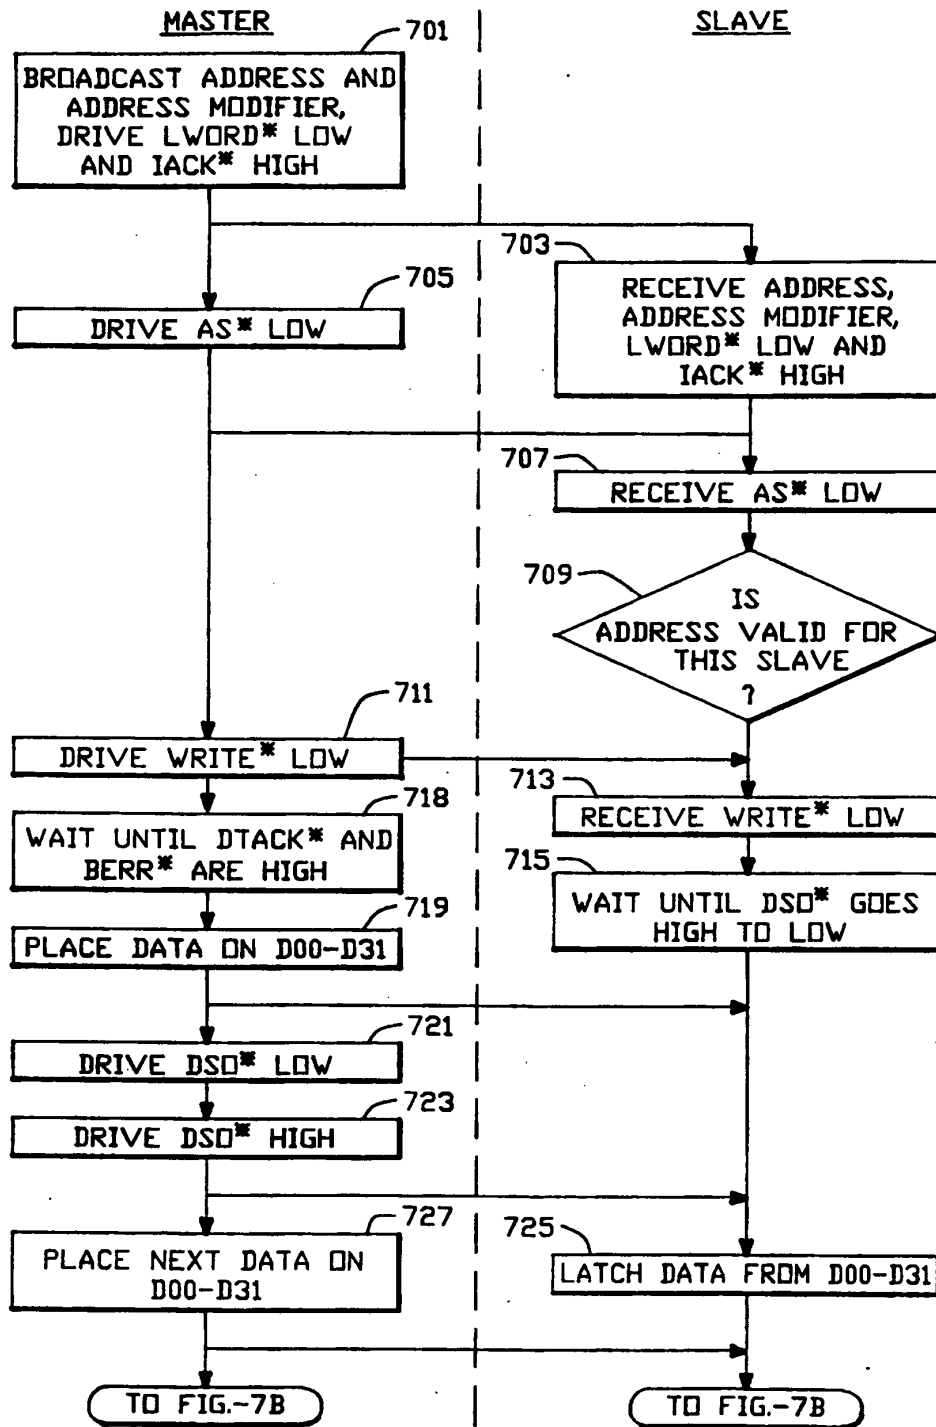 MASTER
SLAVE
701
BROADCAST ADDRESS AND
ADDRESS MODIFIER,
DRIVE LWORD* LOW
AND IACK* HIGH
703
RECEIVE ADDRESS,
ADDRESS MODIFIER,
LWORD* LOW AND
IACK* HIGH
705
DRIVE AS* LOW
707
RECEIVE AS* LOW
709
IS
ADDRESS VALID FOR
THIS SLAVE
?
711
DRIVE WRITE* LOW
713
RECEIVE WRITE* LOW
718
WAIT UNTIL DTACK* AND
BERR* ARE HIGH
715
WAIT UNTIL DS0* GOES
HIGH TO LOW
719
PLACE DATA ON D00-D31
721
DRIVE DS0* LOW
723
DRIVE DS0* HIGH
727
PLACE NEXT DATA ON
D00-D31
725
LATCH DATA FROM D00-D31
TO FIG.-7B
TO FIG.-7B